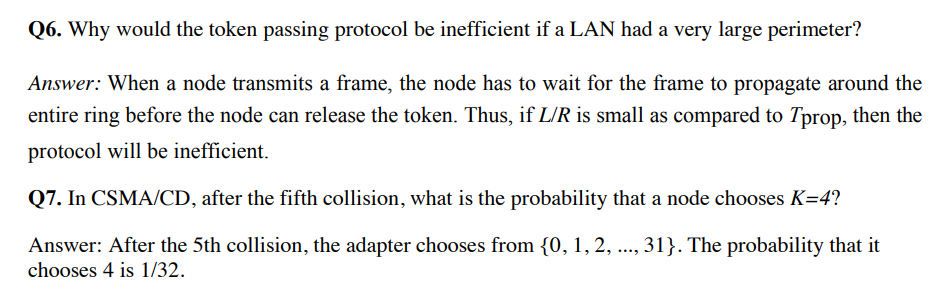 Q6. Why would the token passing protocol be inefficient if a LAN had a very large perimeter?
Answer: When a node transmits a frame, the node has to wait for the frame to propagate around the
entire ring before the node can release the token. Thus, if L/R is small as compared to Tprop, then the
protocol will be inefficient.
Q7. In CSMA/CD, after the fifth collision, what is the probability that a node chooses K=4?
Answer: After the 5th collision, the adapter chooses from {0, 1, 2, ..., 31}. The probability that it
chooses 4 is 1/32.